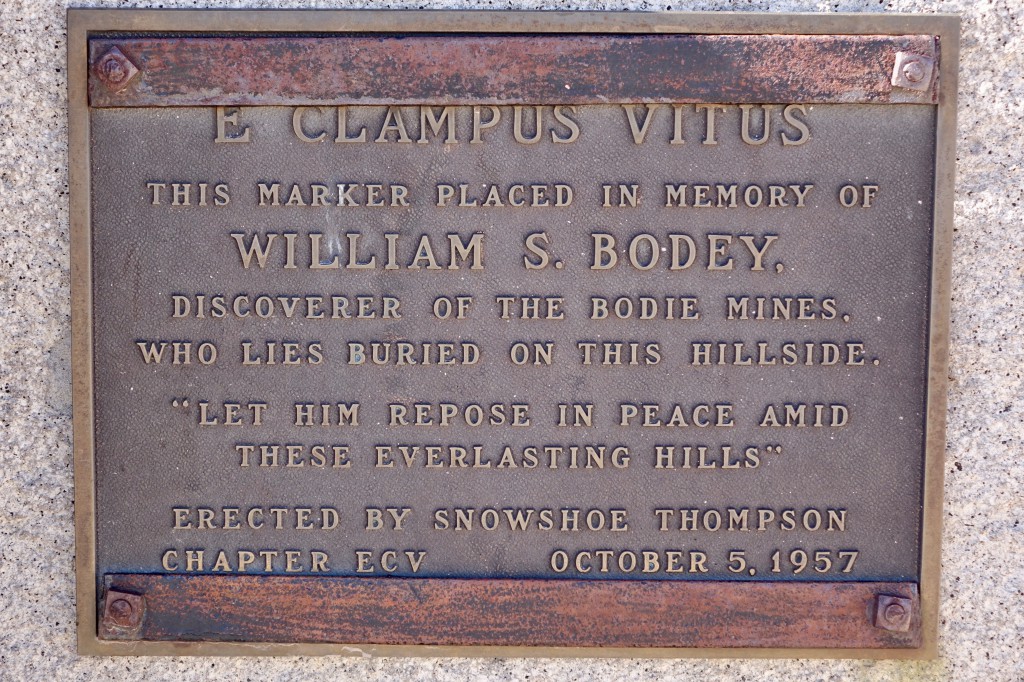 E CLAMPUS VITUS
THIS MARKER PLACED IN MEMORY OF
WILLIAM S. BODEY,
DISCOVERER OF THE BODIE MINES,
WHO LIES BURIED ON THIS HILLSIDE.
"LET HIM REPOSE IN PEACE AMID
THESE EVERLASTING HILLS"
ERECTED BY SNOWSHOE THOMPSON
CHAPTER ECV OCTOBER 5, 1957